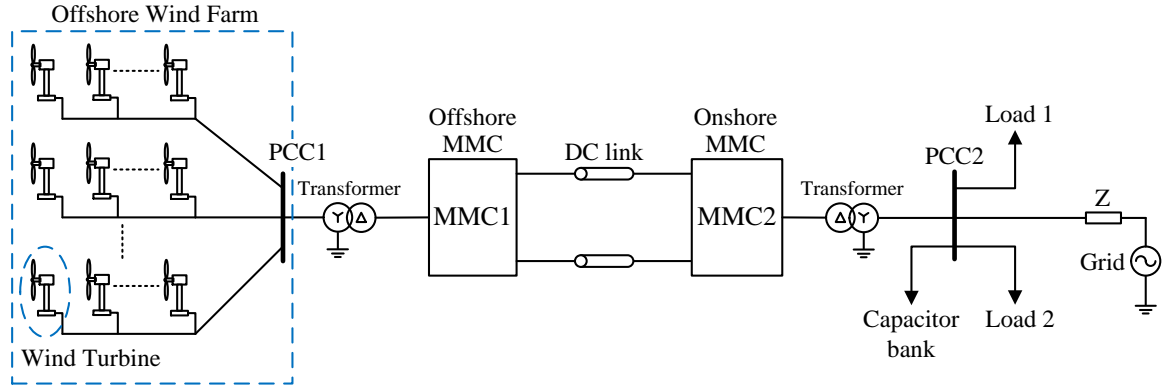 Offshore Wind Farm
Wind Turbine
PCC1
Transformer
Offshore
MMC
MMC1
DC link
Onshore
MMC
MMC2
Transformer
PCC2
Load 1
Capacitor
bank
Load 2
Z
Grid